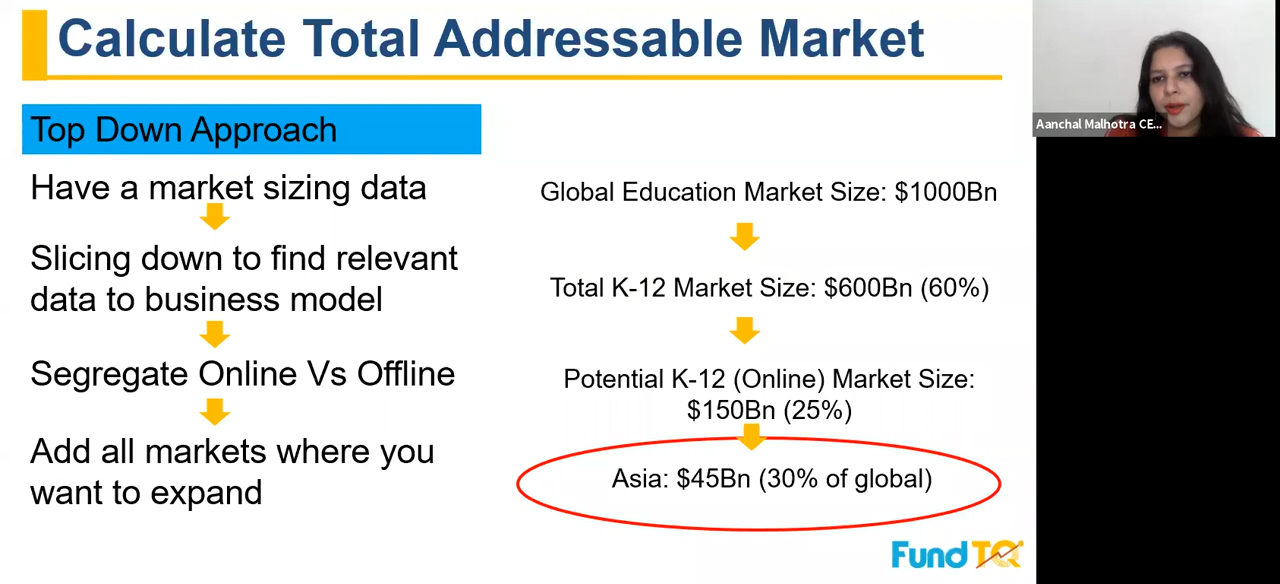 Calculate Total Addressable Market
Aanchal Malhotra CE...
Top Down Approach
Have a market sizing data
Slicing down to find relevant
data to business model
Segregate Online Vs Offline
Add all markets where you
want to expand
Global Education Market Size: $1000Bn
Total K-12 Market Size: $600Bn (60%)
Potential K-12 (Online) Market Size:
$150Bn (25%)
Asia: $45Bn (30% of global)
FundTQ